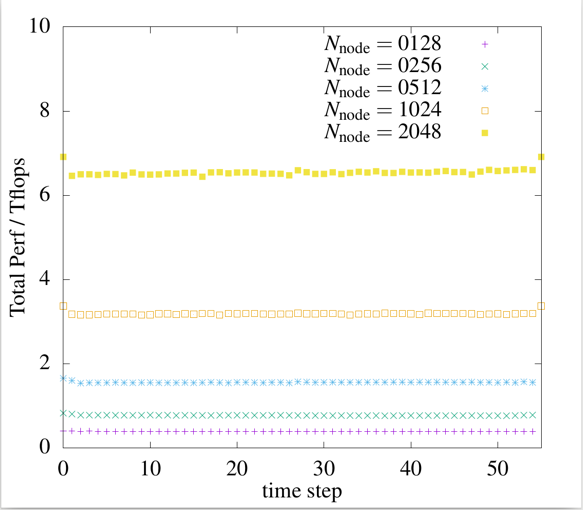 10
N_node = 0128
N_node = 0256
N_node = 0512
N_node = 1024
N_node = 2048
8
6
4
2
0
Total Perf / Tflops
0 10 20 30 40 50
time step